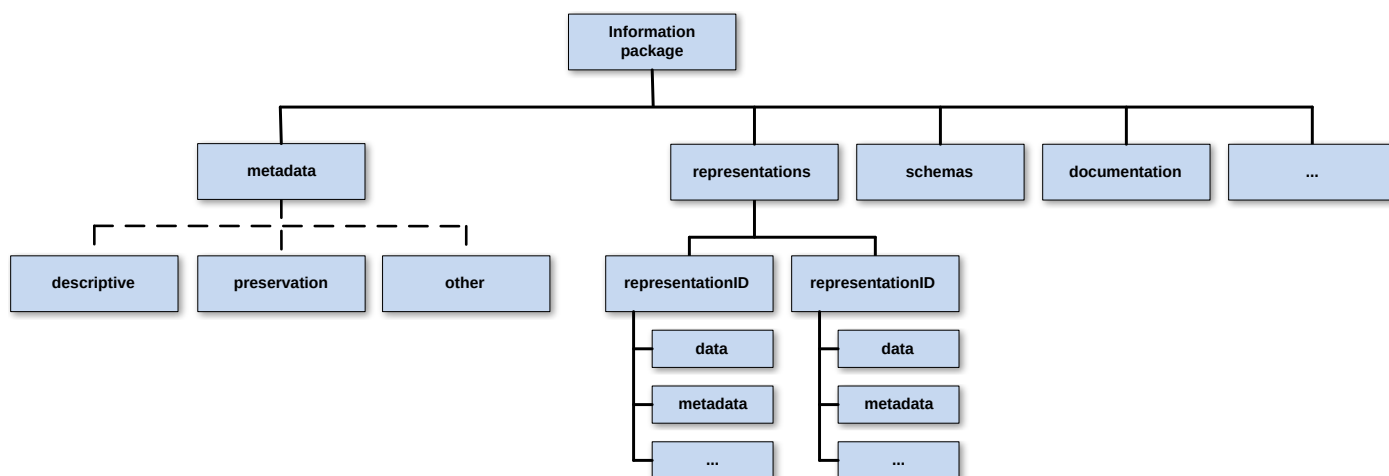 Information
package
metadata
representations
schemas
documentation
...
descriptive
preservation
other
representationID
representationID
data
data
metadata
metadata
...
...